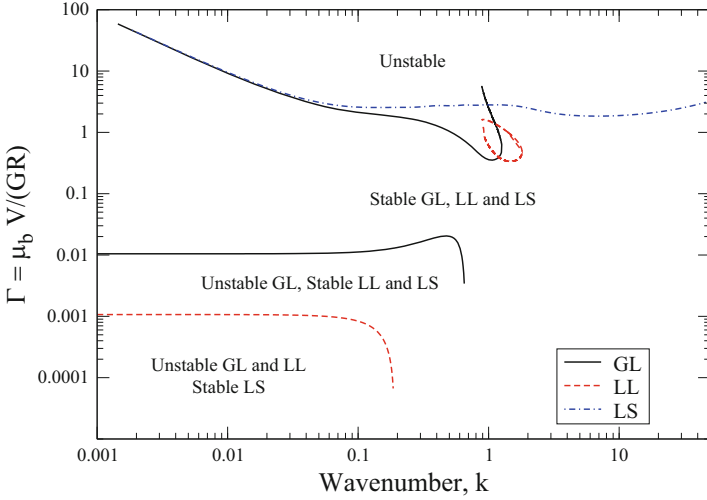 100
10
1
0.1
0.01
0.001
0.0001
Γ = μ_b V/(GR)
Unstable
Stable GL, LL and LS
Unstable GL, Stable LL and LS
Unstable GL and LL
Stable LS
GL
LL
LS
0.001 0.01 0.1 1 10
Wavenumber, k